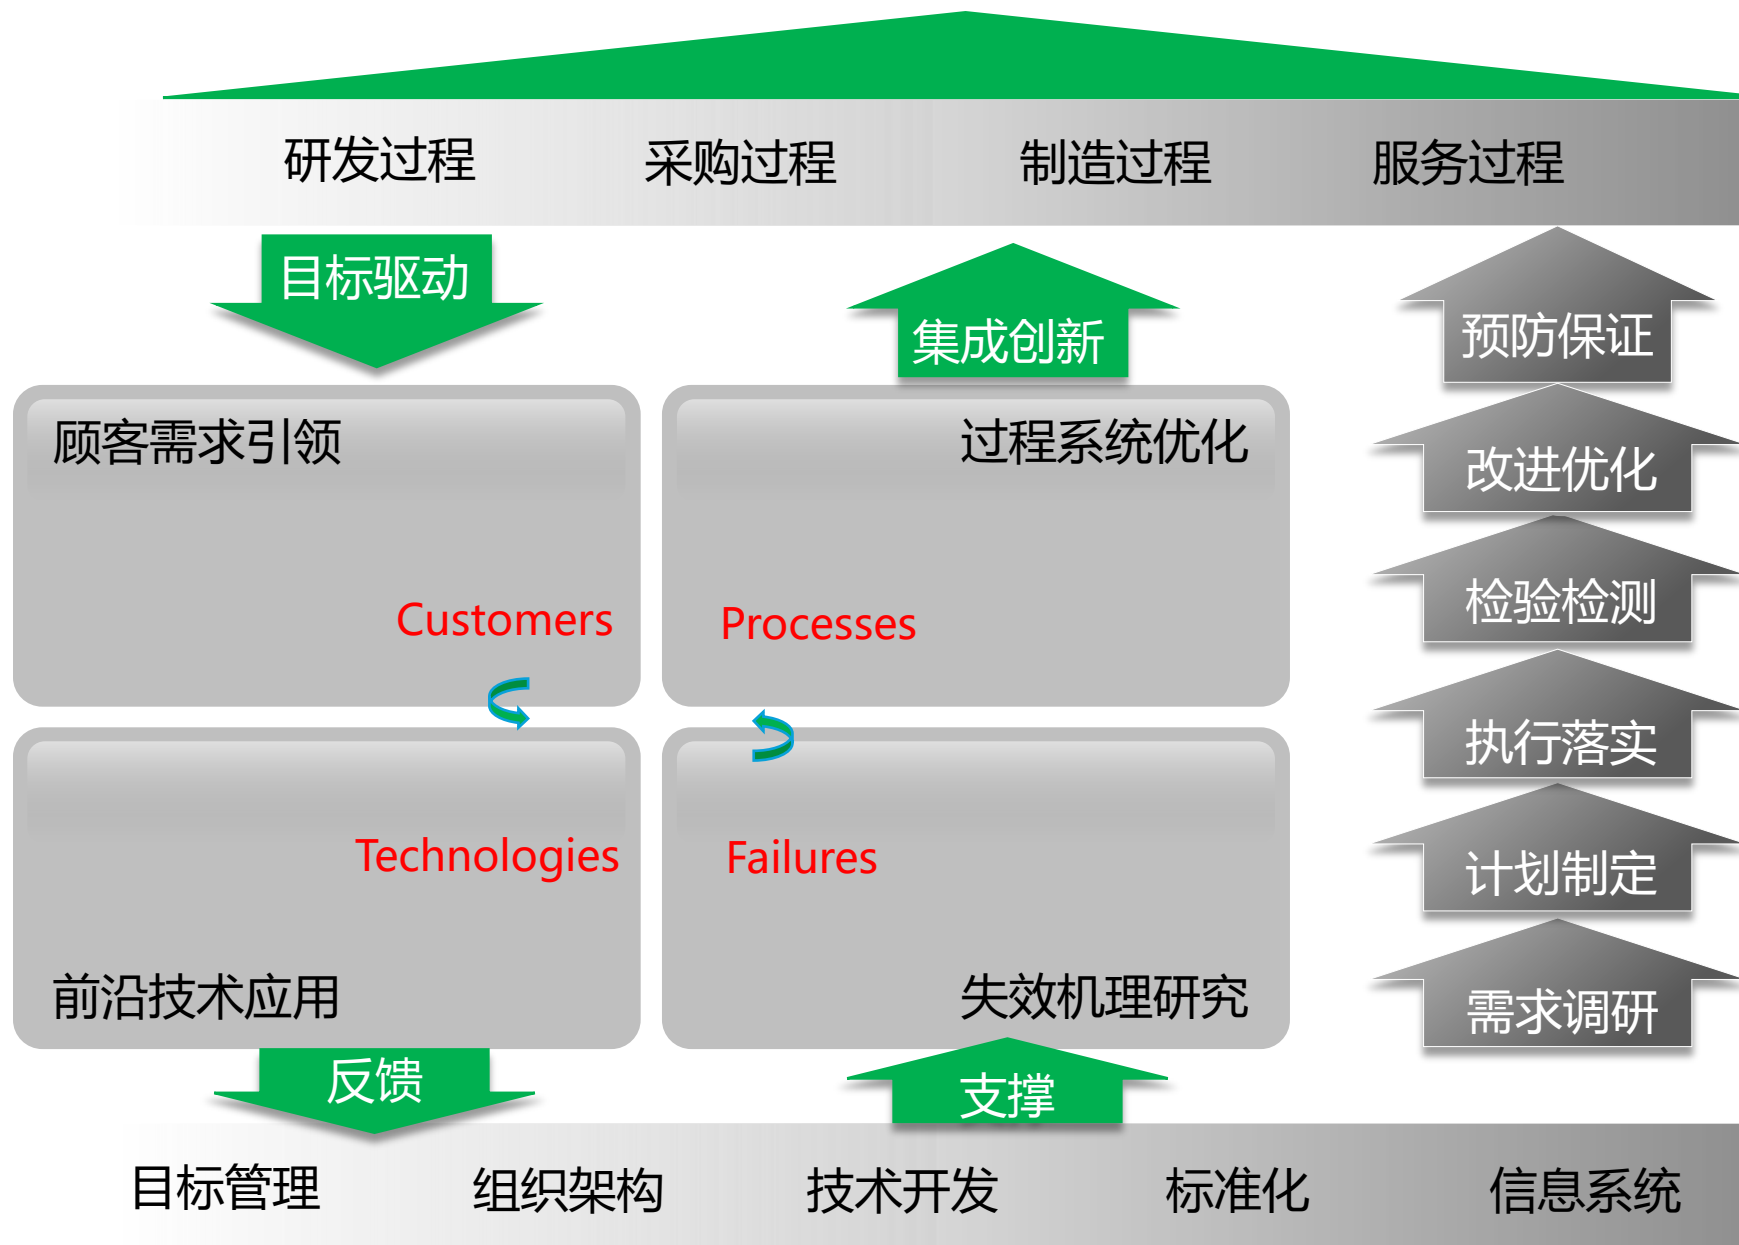 研发过程
采购过程
制造过程
服务过程
目标驱动
集成创新
预防保证
顾客需求引领
过程系统优化
改进优化
Customers
Processes
检验检测
执行落实
Technologies
Failures
计划制定
前沿技术应用
失效机理研究
需求调研
反馈
支撑
目标管理
组织架构
技术开发
标准化
信息系统